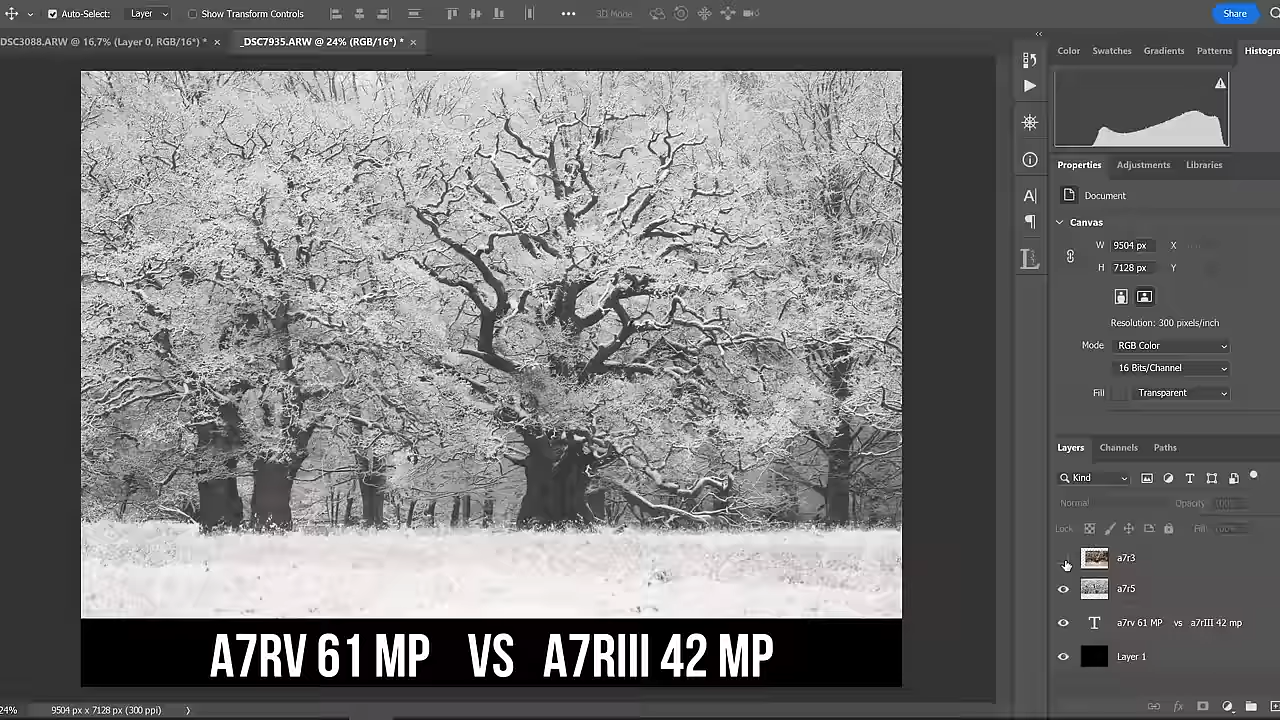 Auto-Select: Layer Show Transform Controls ••• 3D Mode Share
DSC3088.ARW @ 16,7% (Layer 0, RGB/16*) * × _DSC7935.ARW @ 24% (RGB/16*) * ×
Color Swatches Gradients Patterns Histogra
Properties Adjustments Libraries
Document
Canvas
W 9504 px X
H 7128 px Y
Resolution: 300 pixels/inch
Mode RGB Color
16 Bits/Channel
Fill Transparent
Layers Channels Paths
Kind
Normal Opacity: 100%
Lock: Fill: 100%
a7r3
a7r5
a7rv 61 MP vs a7rIII 42 mp
Layer 1
A7RV 61 MP VS A7RIII 42 MP
24% 9504 px x 7128 px (300 ppi)